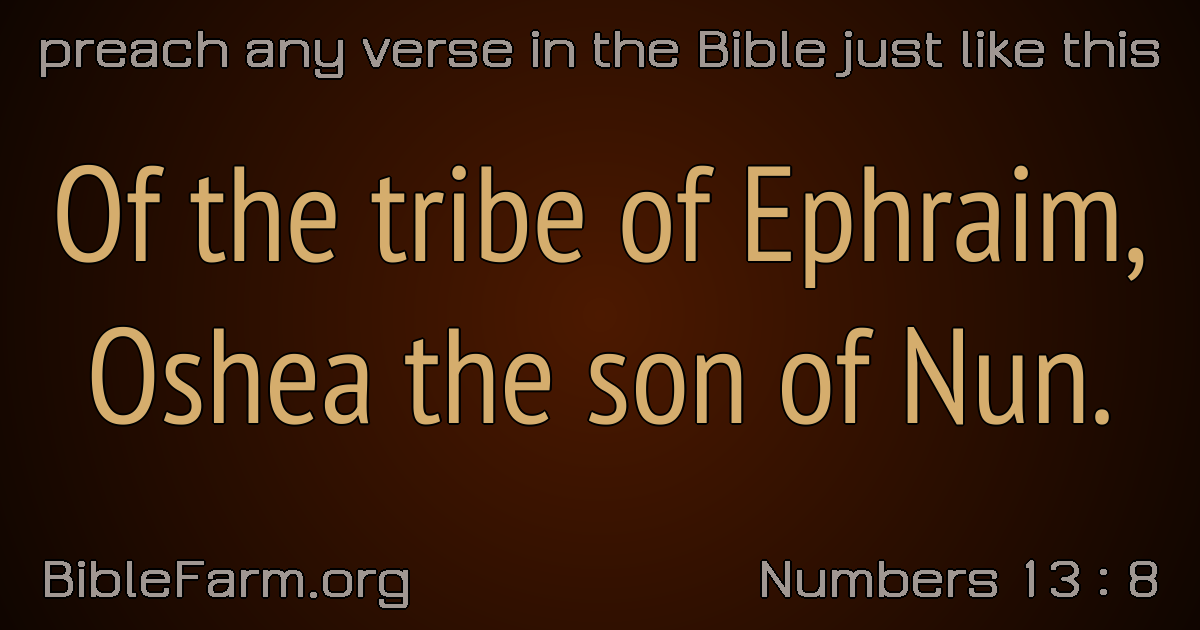 preach any verse in the Bible just like this
Of the tribe of Ephraim,
Oshea the son of Nun.
BibleFarm.org
Numbers 13 : 8